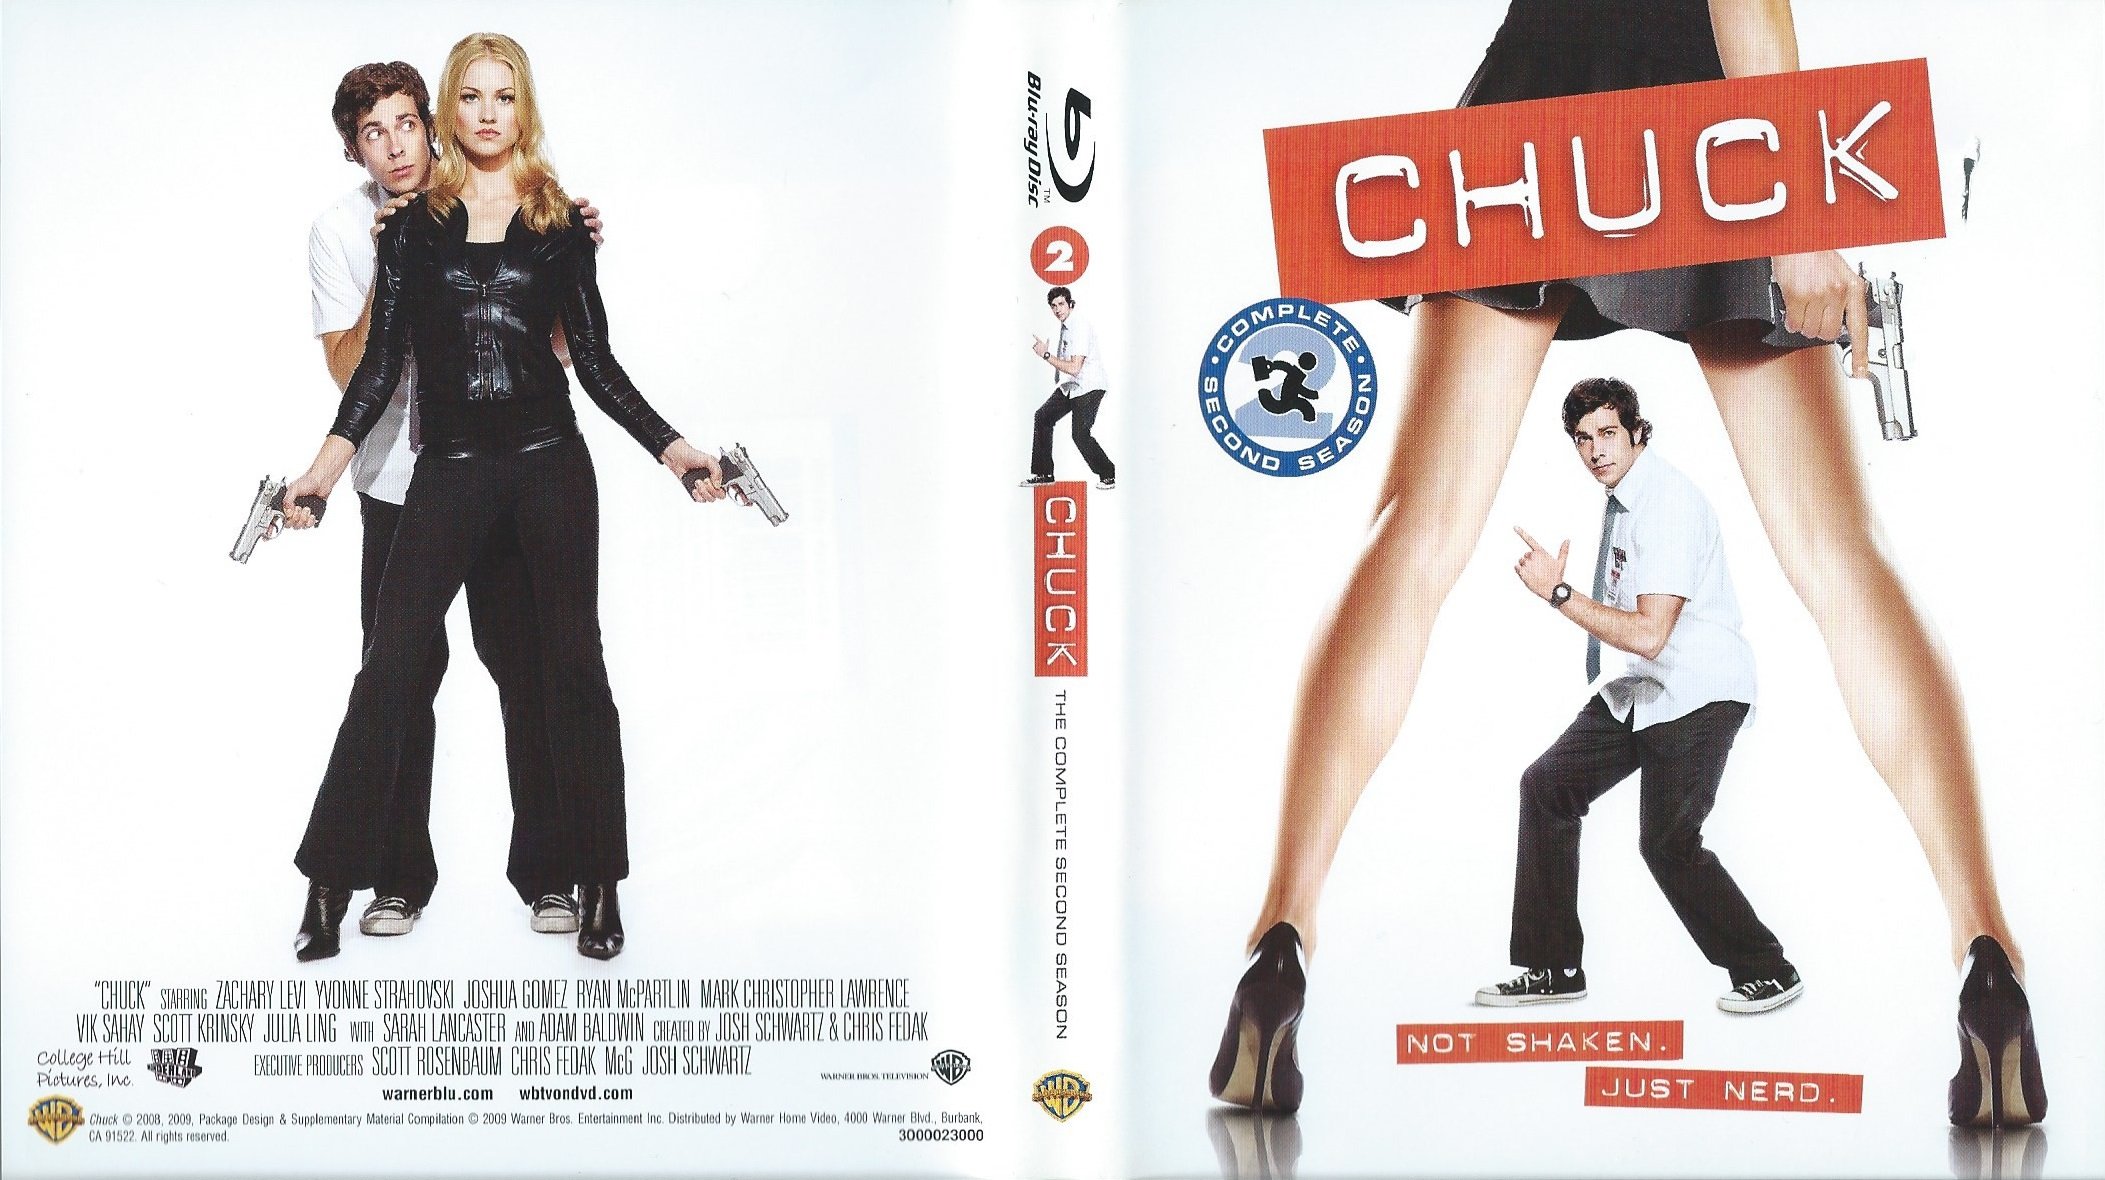 "CHUCK" STARRING ZACHARY LEVI YVONNE STRAHOVSKI JOSHUA GOMEZ RYAN McPARTLIN MARK CHRISTOPHER LAWRENCE
VIK SAHAY SCOTT KRINSKY JULIA LING WITH SARAH LANCASTER AND ADAM BALDWIN CREATED BY JOSH SCHWARTZ & CHRIS FEDAK
College Hill
Pictures, Inc.
EXECUTIVE PRODUCERS SCOTT ROSENBAUM CHRIS FEDAK McG JOSH SCHWARTZ
WARNER BROS. TELEVISION
warnerblu.com wbtvondvd.com
Chuck © 2008, 2009, Package Design & Supplementary Material Compilation © 2009 Warner Bros. Entertainment Inc. Distributed by Warner Home Video, 4000 Warner Blvd., Burbank,
CA 91522. All rights reserved.
3000023000
Blu-ray Disc™
2
CHUCK
THE COMPLETE SECOND SEASON
WB
CHUCK
COMPLETE
2
SECOND SEASON
NOT SHAKEN.
JUST NERD.